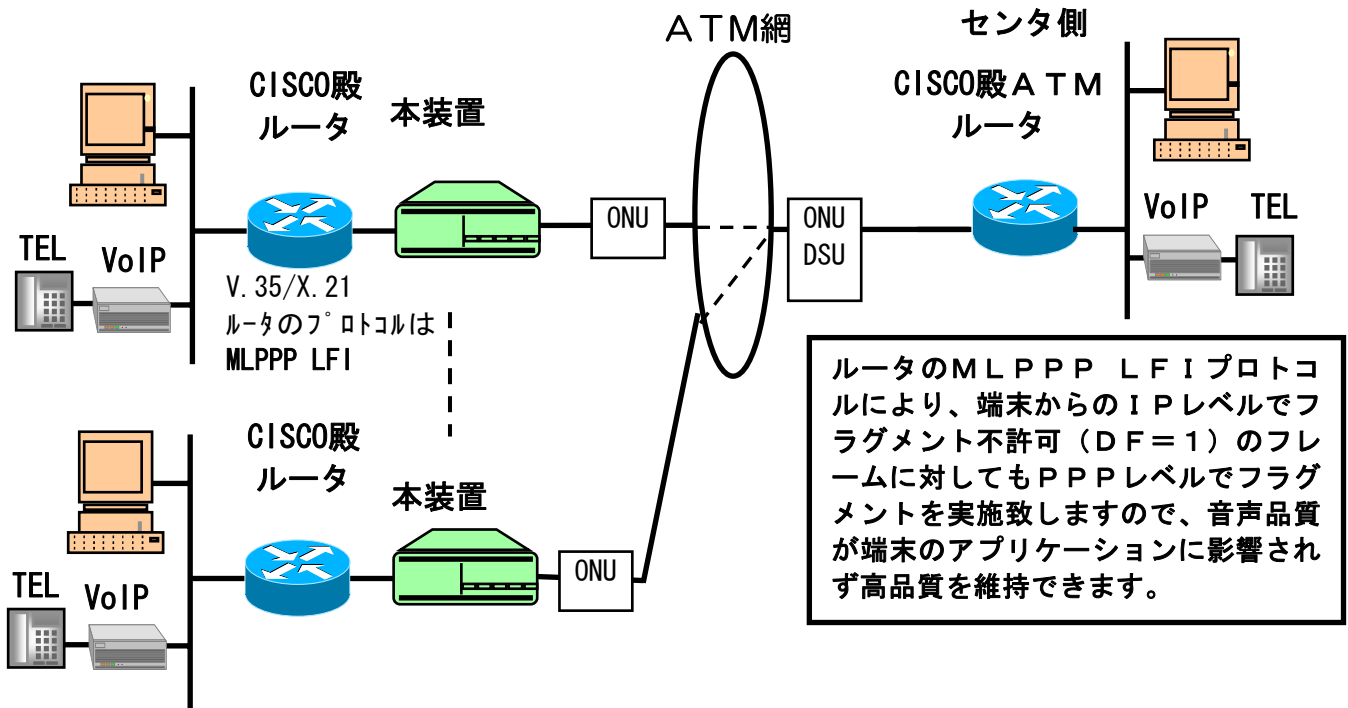 ATM網
センタ側
CISCO殿
ルータ
本装置
CISCO殿ATM
ルータ
ONU
ONU
DSU
VoIP
TEL
TEL
VoIP
V.35/X.21
ﾙｰﾀのﾌﾟﾛﾄｺﾙは
MLPPP LFI
ルータのMLPPP LFIプロトコ
ルにより、端末からのIPレベルでフ
ラグメント不許可(DF=1)のフレ
ームに対してもPPPレベルでフラグ
メントを実施致しますので、音声品質
が端末のアプリケーションに影響され
ず高品質を維持できます。
CISCO殿
ルータ
本装置
ONU
TEL
VoIP